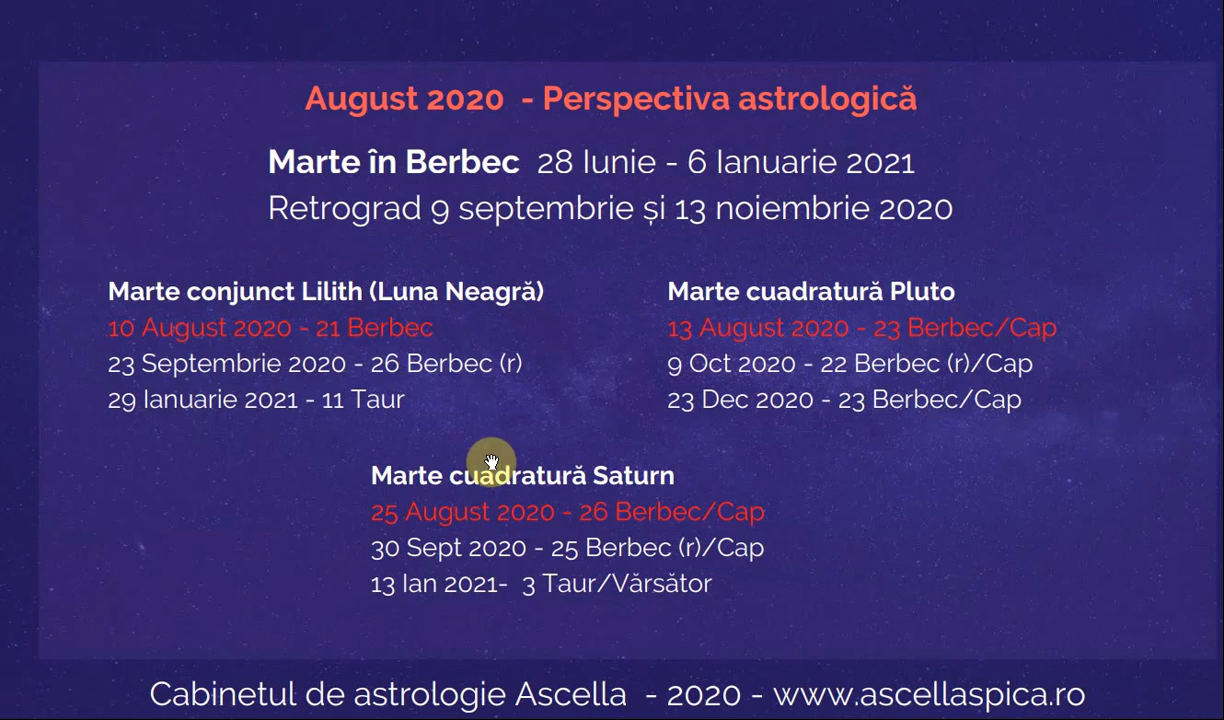 August 2020 - Perspectiva astrologică
Marte în Berbec 28 Iunie - 6 Ianuarie 2021
Retrograd 9 septembrie și 13 noiembrie 2020
Marte conjunct Lilith (Luna Neagră)
10 August 2020 - 21 Berbec
23 Septembrie 2020 - 26 Berbec (r)
29 Ianuarie 2021 - 11 Taur
Marte cuadratură Pluto
13 August 2020 - 23 Berbec/Cap
9 Oct 2020 - 22 Berbec (r)/Cap
23 Dec 2020 - 23 Berbec/Cap
Marte cuadratură Saturn
25 August 2020 - 26 Berbec/Cap
30 Sept 2020 - 25 Berbec (r)/Cap
13 Ian 2021- 3 Taur/Vărsător
Cabinetul de astrologie Ascella - 2020 - www.ascellaspica.ro